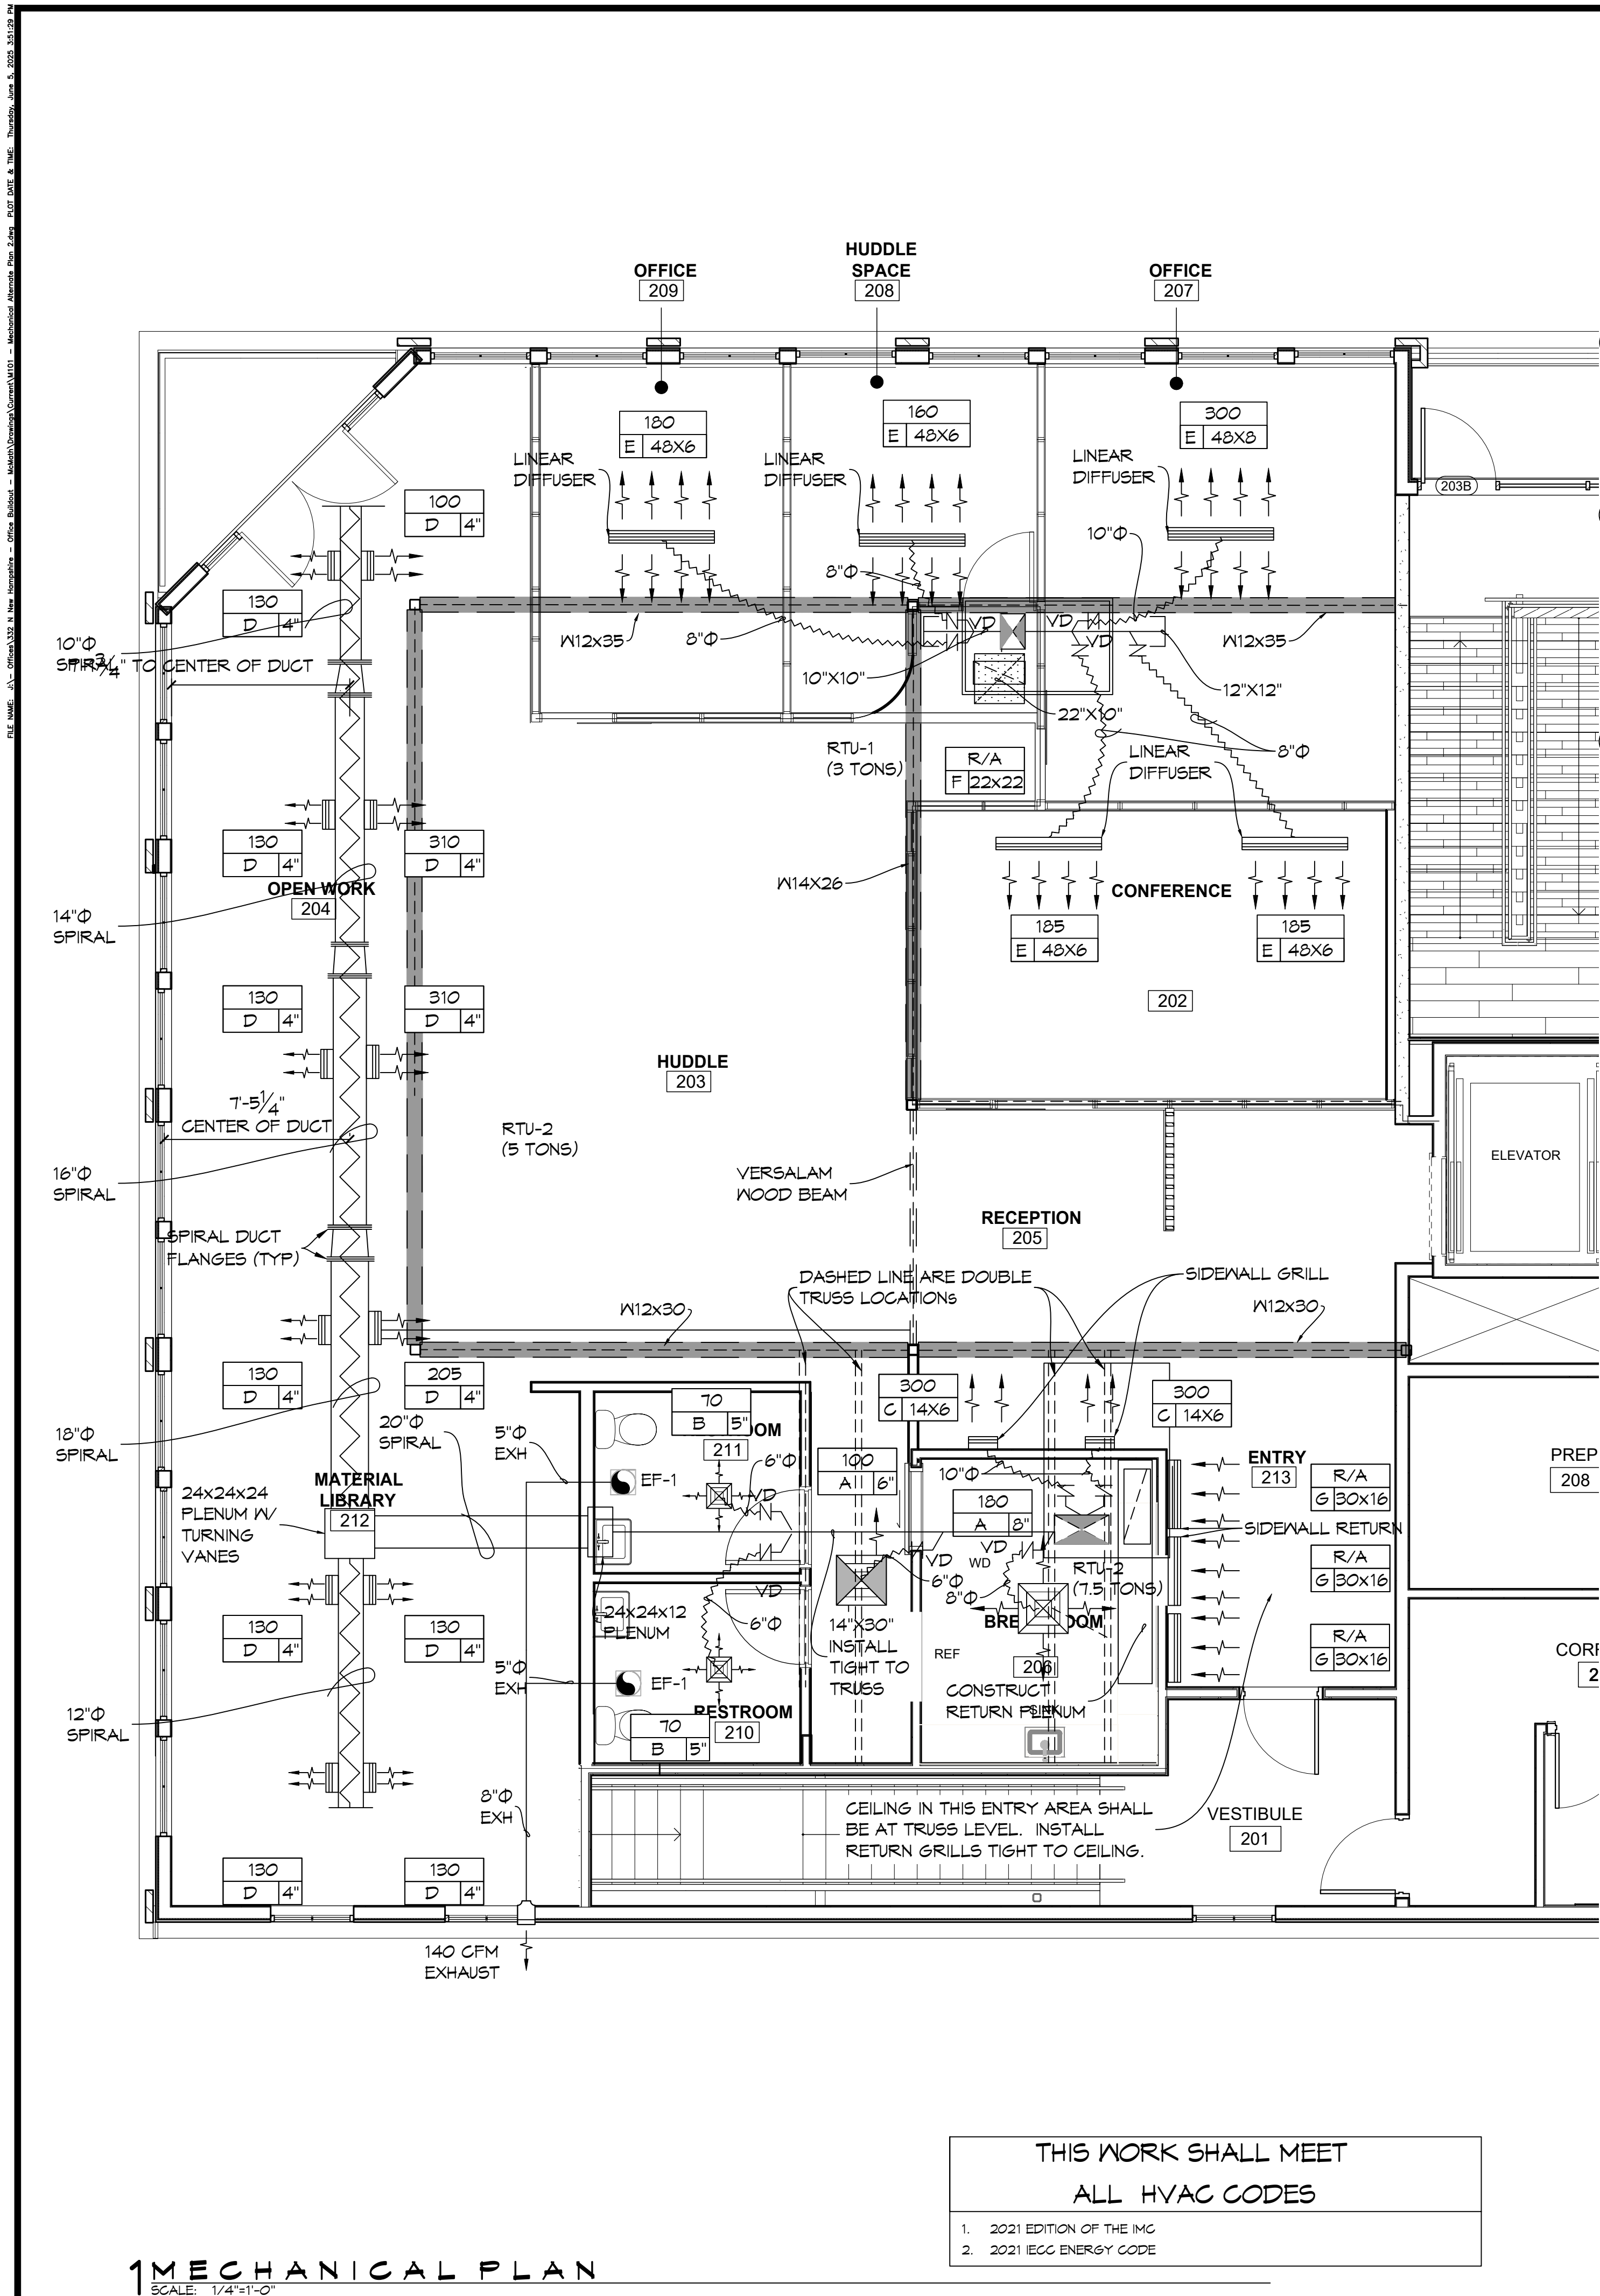 FILE NAME: J:\- Offices\332 N New Hampshire - Office Buildout - McMath\Drawings\Current\M101 - Mechanical Alternate Plan 2.dwg PLOT DATE & TIME: Thursday, June 5, 2025 3:51:29 PM
OFFICE
209
HUDDLE
SPACE
208
OFFICE
207
180
E 48X6
160
E 48X6
300
E 48X8
LINEAR
DIFFUSER
LINEAR
DIFFUSER
LINEAR
DIFFUSER
203B
100
D 4"
10"Φ
8"Φ
130
D 4"
10"Φ
SPIRAL
TO CENTER OF DUCT
W12x35
8"Φ
VD
VD
W12x35
10"X10"
12"X12"
22"X10"
RTU-1
(3 TONS)
R/A
F 22x22
LINEAR
DIFFUSER
8"Φ
130
D 4"
310
D 4"
OPEN WORK
204
14"Φ
SPIRAL
W14X26
CONFERENCE
185
E 48X6
185
E 48X6
202
130
D 4"
310
D 4"
HUDDLE
203
7'-5 1/4"
CENTER OF DUCT
RTU-2
(5 TONS)
16"Φ
SPIRAL
VERSALAM
WOOD BEAM
ELEVATOR
RECEPTION
205
SPIRAL DUCT
FLANGES (TYP)
DASHED LINE ARE DOUBLE
TRUSS LOCATIONS
SIDEWALL GRILL
W12x30
W12x30
130
D 4"
205
D 4"
18"Φ
SPIRAL
20"Φ
SPIRAL
5"Φ
EXH
70
B 5"
OOM
211
300
C 14X6
300
C 14X6
EF-1
6"Φ
VD
100
A 6"
10"Φ
180
A 8"
ENTRY
213
R/A
G 30x16
PREP
208
MATERIAL
LIBRARY
212
24x24x24
PLENUM W/
TURNING
VANES
SIDEWALL RETURN
VD
VD
WD
6"Φ
8"Φ
RTU-2
(7.5 TONS)
R/A
G 30x16
VD
6"Φ
24x24x12
PLENUM
14"X30"
INSTALL
TIGHT TO
TRUSS
BRE OOM
REF
206
R/A
G 30x16
CORR
2
130
D 4"
130
D 4"
5"Φ
EXH
EF-1
CONSTRUCT
RETURN PLENUM
SINK
12"Φ
SPIRAL
RESTROOM
210
70
B 5"
8"Φ
EXH
CEILING IN THIS ENTRY AREA SHALL
BE AT TRUSS LEVEL. INSTALL
RETURN GRILLS TIGHT TO CEILING.
VESTIBULE
201
130
D 4"
130
D 4"
140 CFM
EXHAUST
THIS WORK SHALL MEET
ALL HVAC CODES
1. 2021 EDITION OF THE IMC
2. 2021 IECC ENERGY CODE
1 MECHANICAL PLAN
SCALE: 1/4"=1'-0"